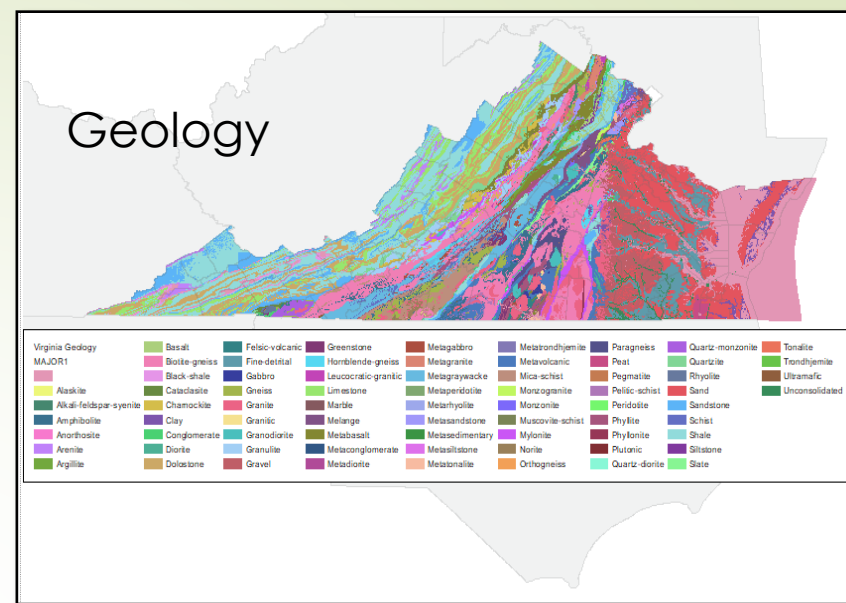 Geology
Virginia Geology
MAJOR1
Alaskite
Alkali-feldspar-syenite
Amphibolite
Anorthosite
Arenite
Argillite
Basalt
Biotite-gneiss
Black-shale
Cataclasite
Charnockite
Clay
Conglomerate
Diorite
Dolostone
Felsic-volcanic
Fine-detrital
Gabbro
Gneiss
Granite
Granitic
Granodiorite
Granulite
Gravel
Greenstone
Hornblende-gneiss
Leucocratic-granitic
Limestone
Marble
Melange
Metabasalt
Metaconglomerate
Metadiorite
Metagabbro
Metagranite
Metagraywacke
Metaperidotite
Metarhyolite
Metasandstone
Metasedimentary
Metasiltstone
Metatonalite
Metatrondhjemite
Metavolcanic
Mica-schist
Monzogranite
Monzonite
Muscovite-schist
Mylonite
Norite
Orthogneiss
Paragneiss
Peat
Pegmatite
Pelitic-schist
Peridotite
Phyllite
Phyllonite
Plutonic
Quartz-diorite
Quartz-monzonite
Quartzite
Rhyolite
Sand
Sandstone
Schist
Shale
Siltstone
Slate
Tonalite
Trondhjemite
Ultramafic
Unconsolidated